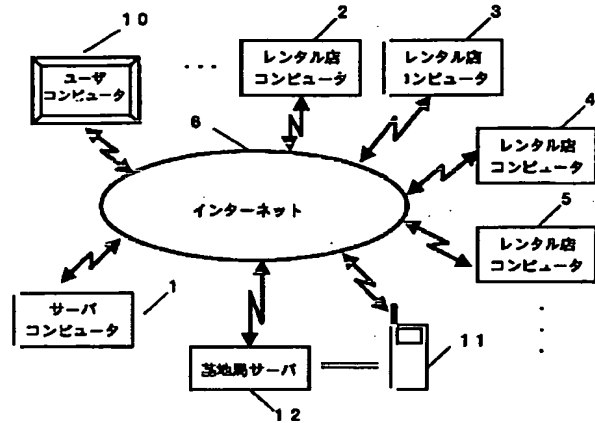 10
2
3
ユーザ
コンピュータ
・・・
レンタル店
コンピュータ
レンタル店
コンピュータ
6
4
レンタル店
コンピュータ
インターネット
5
レンタル店
コンピュータ
サーバ
コンピュータ
1
基地局サーバ
11
12